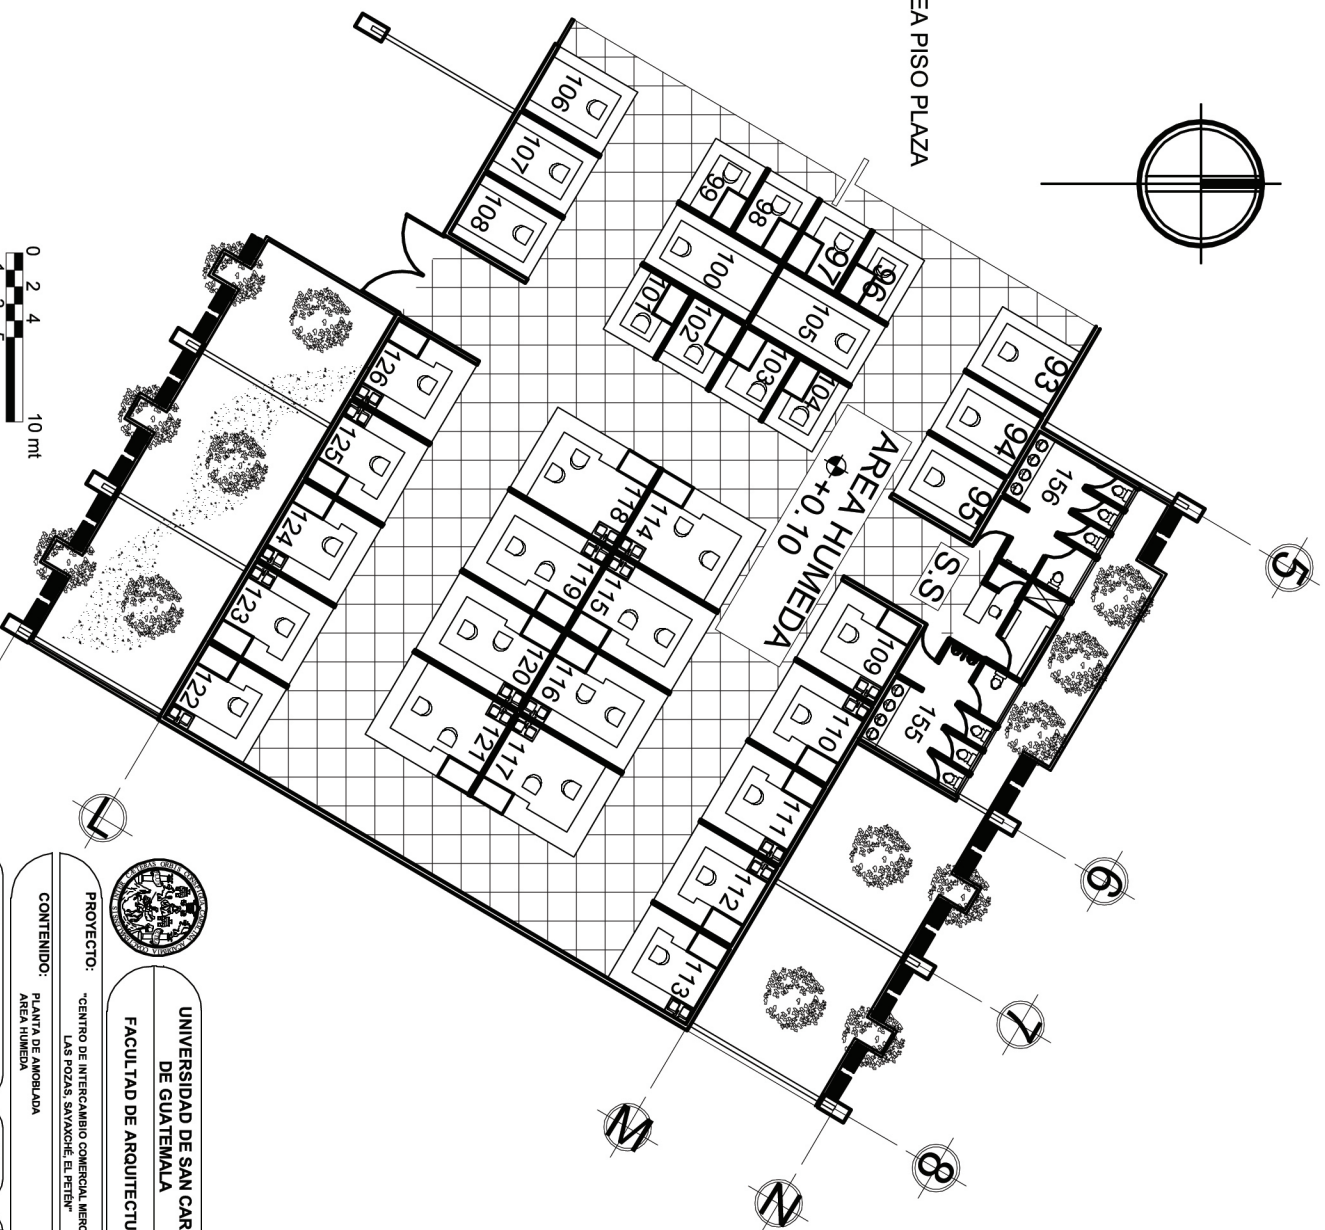 EA PISO PLAZA
106
107
108
99
98
97
96
100
105
101
102
103
104
93
94
95
156
AREA HUMEDA
+0.10
S.S
155
109
110
111
112
113
126
125
124
123
122
118
114
119
115
120
116
121
117
5
6
7
8
L
M
N
0 2 4 10 mt
UNIVERSIDAD DE SAN CAR
DE GUATEMALA
FACULTAD DE ARQUITECTU
PROYECTO: "CENTRO DE INTERCAMBIO COMERCIAL MERC
LAS POZAS, SAYAXCHÉ, EL PETÉN"
CONTENIDO: PLANTA DE AMOBLADA
AREA HUMEDA